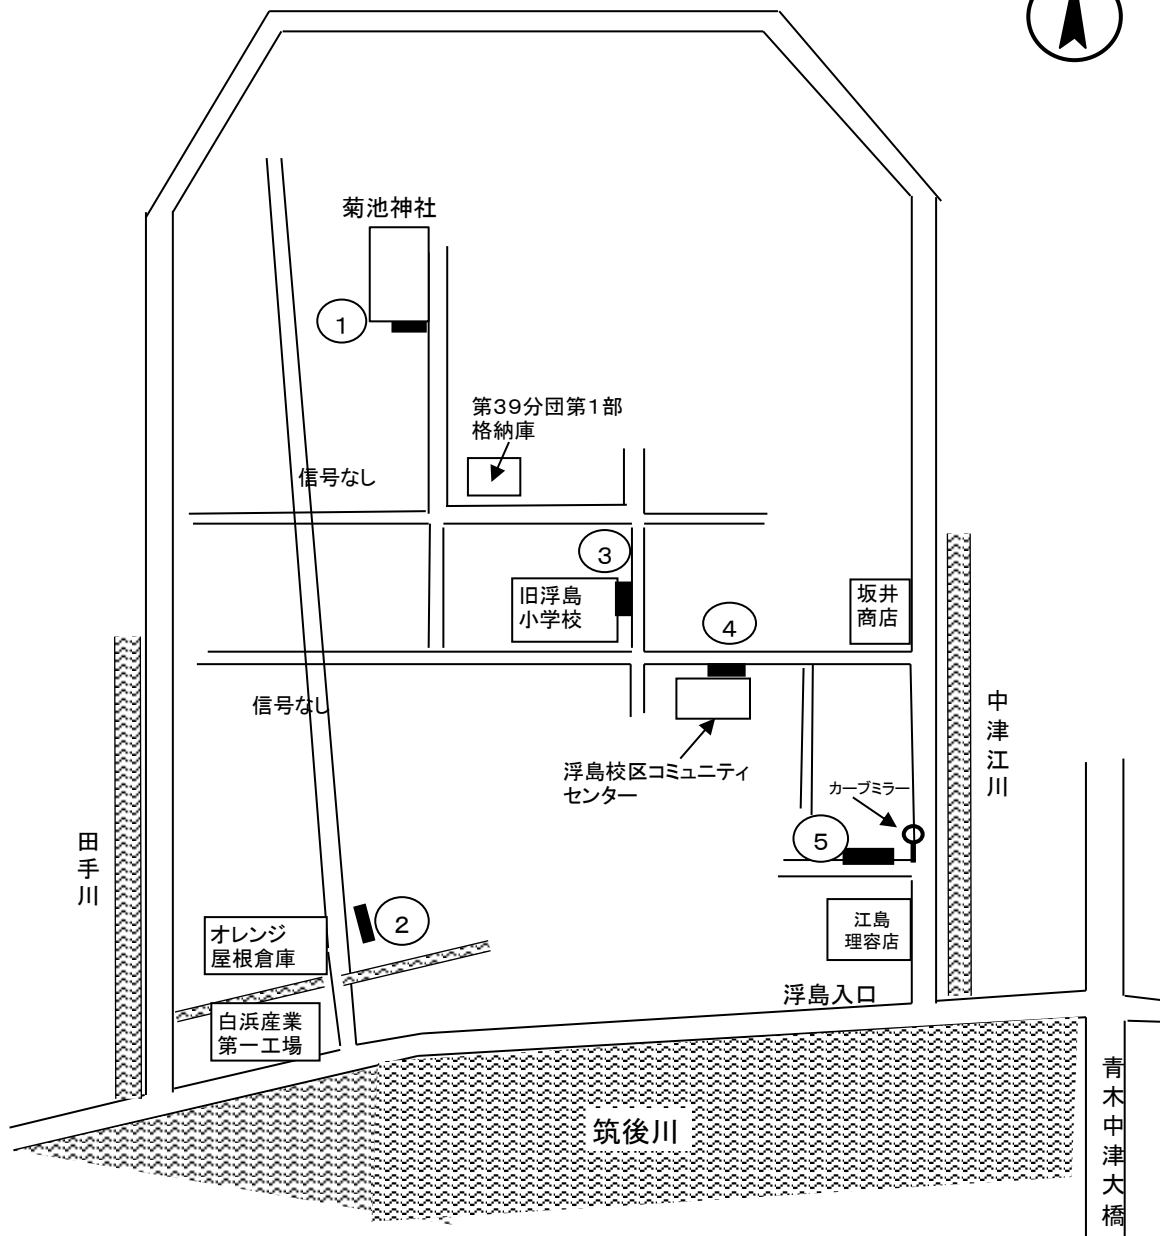 菊池神社
1
第39分団第1部
格納庫
信号なし
3
旧浮島
小学校
4
坂井
商店
信号なし
中津江川
浮島校区コミュニティ
センター
カーブミラー
5
田手川
2
オレンジ
屋根倉庫
江島
理容店
浮島入口
白浜産業
第一工場
筑後川
青木中津大橋